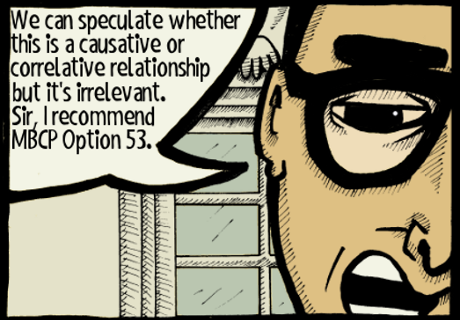 We can speculate whether
this is a causative or
correlative relationship
but it's irrelevant.
Sir, I recommend
MBCP Option 53.